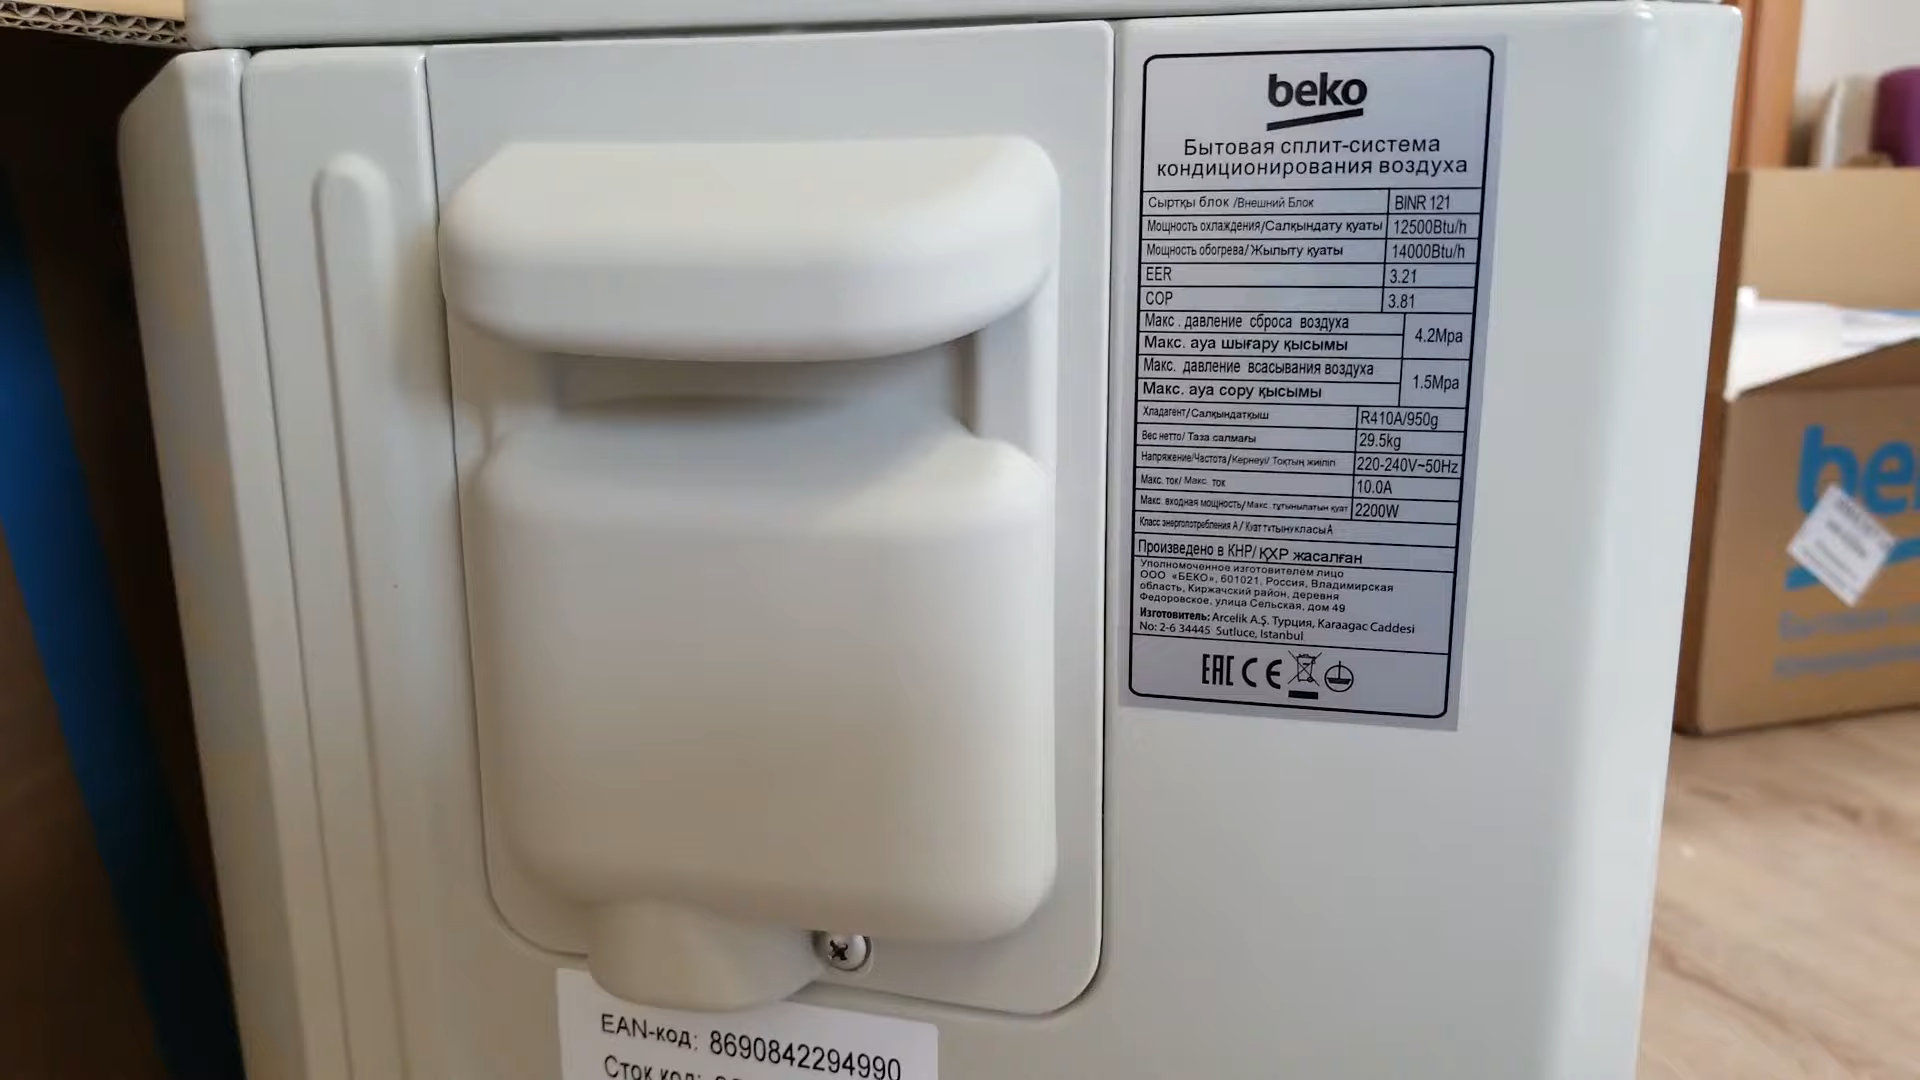 beko
Бытовая сплит-система
кондиционирования воздуха
Сыртқы блок /Внешний Блок BINR 121
Мощность охлаждения/Салқындату қуаты 12500Btu/h
Мощность обогрева/Жылыту қуаты 14000Btu/h
EER 3.21
COP 3.81
Макс . давление сброса воздуха
Макс. ауа шығару қысымы 4.2Mpa
Макс. давление всасывания воздуха
Макс. ауа сору қысымы 1.5Mpa
Хладагент/Салқындатқыш R410A/950g
Вес нетто/ Таза салмағы 29.5kg
Напряжение/Частота/Кернеуі/ Тоқтың жиіліп 220-240V~50Hz
Макс. ток/ Макс. ток 10.0A
Макс. входная мощность/ Макс. тұтынылатын қуат 2200W
Класс энергопотребления А/ Қуат тұтыну класы А
Произведено в КНР/ ҚХР жасалған
Уполномоченное изготовителем лицо
ООО «БЕКО», 601021, Россия, Владимирская
область, Киржачский район, деревня
Федоровское, улица Сельская, дом 49
Изготовитель: Arcelik A.Ş. Турция, Karaagac Caddesi
No: 2-6 34445 Sutluce, Istanbul
EAC CE
be
EAN-код: 8690842294990
Сток код: